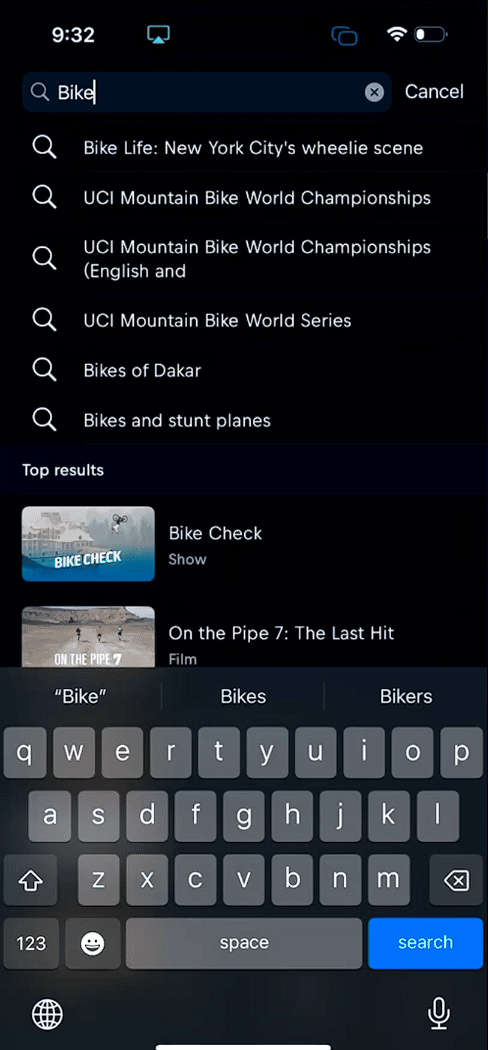 9:32
Bike
Cancel
Bike Life: New York City's wheelie scene
UCI Mountain Bike World Championships
UCI Mountain Bike World Championships
(English and
UCI Mountain Bike World Series
Bikes of Dakar
Bikes and stunt planes
Top results
BIKE CHECK
Bike Check
Show
ON THE PIPE 7
On the Pipe 7: The Last Hit
Film
“Bike”
Bikes
Bikers
q w e r t y u i o p
a s d f g h j k l
z x c v b n m
123
space
search